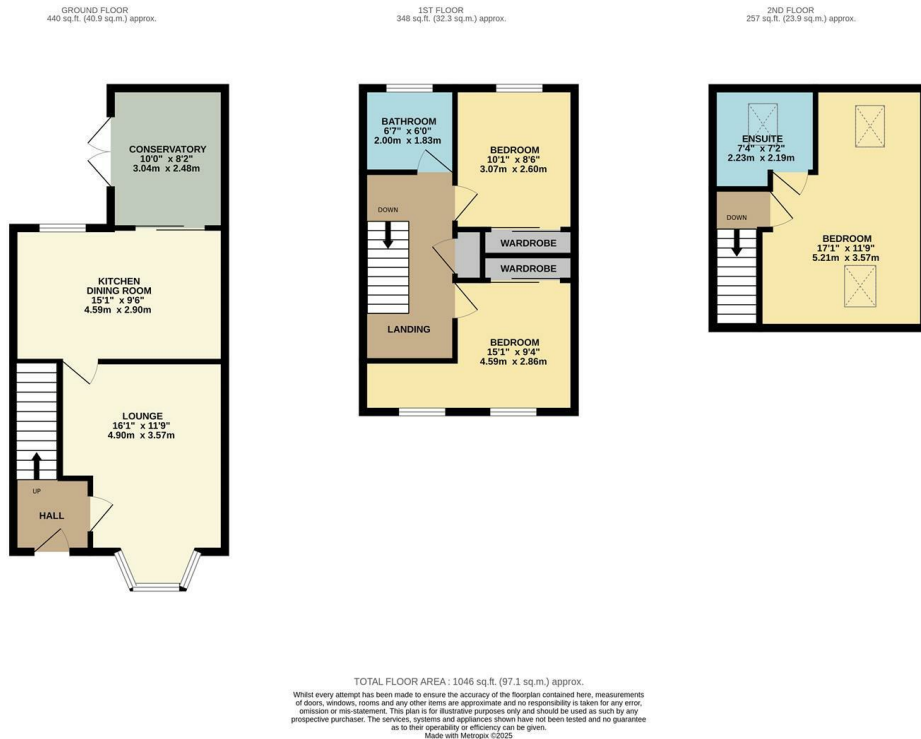 GROUND FLOOR
440 sq.ft. (40.9 sq.m.) approx.
1ST FLOOR
348 sq.ft. (32.3 sq.m.) approx.
2ND FLOOR
257 sq.ft. (23.9 sq.m.) approx.
CONSERVATORY
10'0" x 8'2"
3.04m x 2.48m
KITCHEN
DINING ROOM
15'1" x 9'6"
4.59m x 2.90m
LOUNGE
16'1" x 11'9"
4.90m x 3.57m
UP
HALL
BATHROOM
6'7" x 6'0"
2.00m x 1.83m
BEDROOM
10'1" x 8'6"
3.07m x 2.60m
DOWN
WARDROBE
WARDROBE
LANDING
BEDROOM
15'1" x 9'4"
4.59m x 2.86m
ENSUITE
7'4" x 7'2"
2.23m x 2.19m
DOWN
BEDROOM
17'1" x 11'9"
5.21m x 3.57m
TOTAL FLOOR AREA : 1046 sq.ft. (97.1 sq.m.) approx.
Whilst every attempt has been made to ensure the accuracy of the floorplan contained here, measurements
of doors, windows, rooms and any other items are approximate and no responsibility is taken for any error,
omission or mis-statement. This plan is for illustrative purposes only and should be used as such by any
prospective purchaser. The services, systems and appliances shown have not been tested and no guarantee
as to their operability or efficiency can be given.
Made with Metropix ©2025